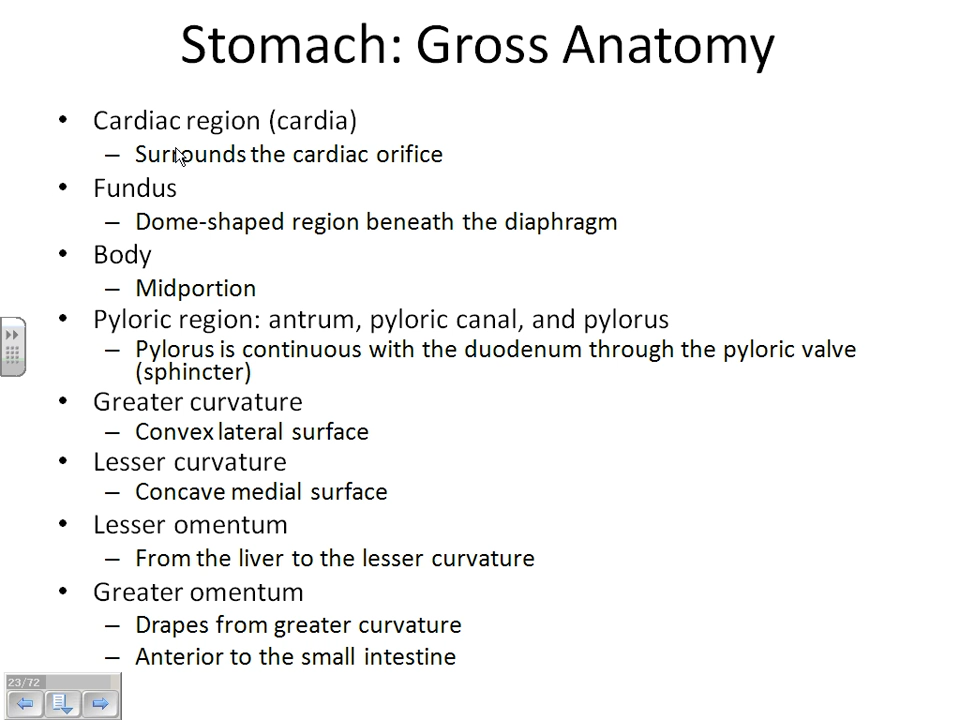 Stomach: Gross Anatomy
• Cardiac region (cardia)
– Surrounds the cardiac orifice
• Fundus
– Dome-shaped region beneath the diaphragm
• Body
– Midportion
• Pyloric region: antrum, pyloric canal, and pylorus
– Pylorus is continuous with the duodenum through the pyloric valve
(sphincter)
• Greater curvature
– Convex lateral surface
• Lesser curvature
– Concave medial surface
• Lesser omentum
– From the liver to the lesser curvature
• Greater omentum
– Drapes from greater curvature
– Anterior to the small intestine
23/72